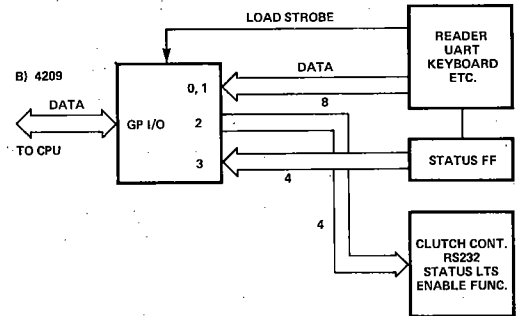 LOAD STROBE
READER
UART
KEYBOARD
ETC.
B) 4209
DATA
TO CPU
GP I/O
0, 1
2
3
DATA
8
STATUS FF
4
4
CLUTCH CONT.
RS232
STATUS LTS
ENABLE FUNC.